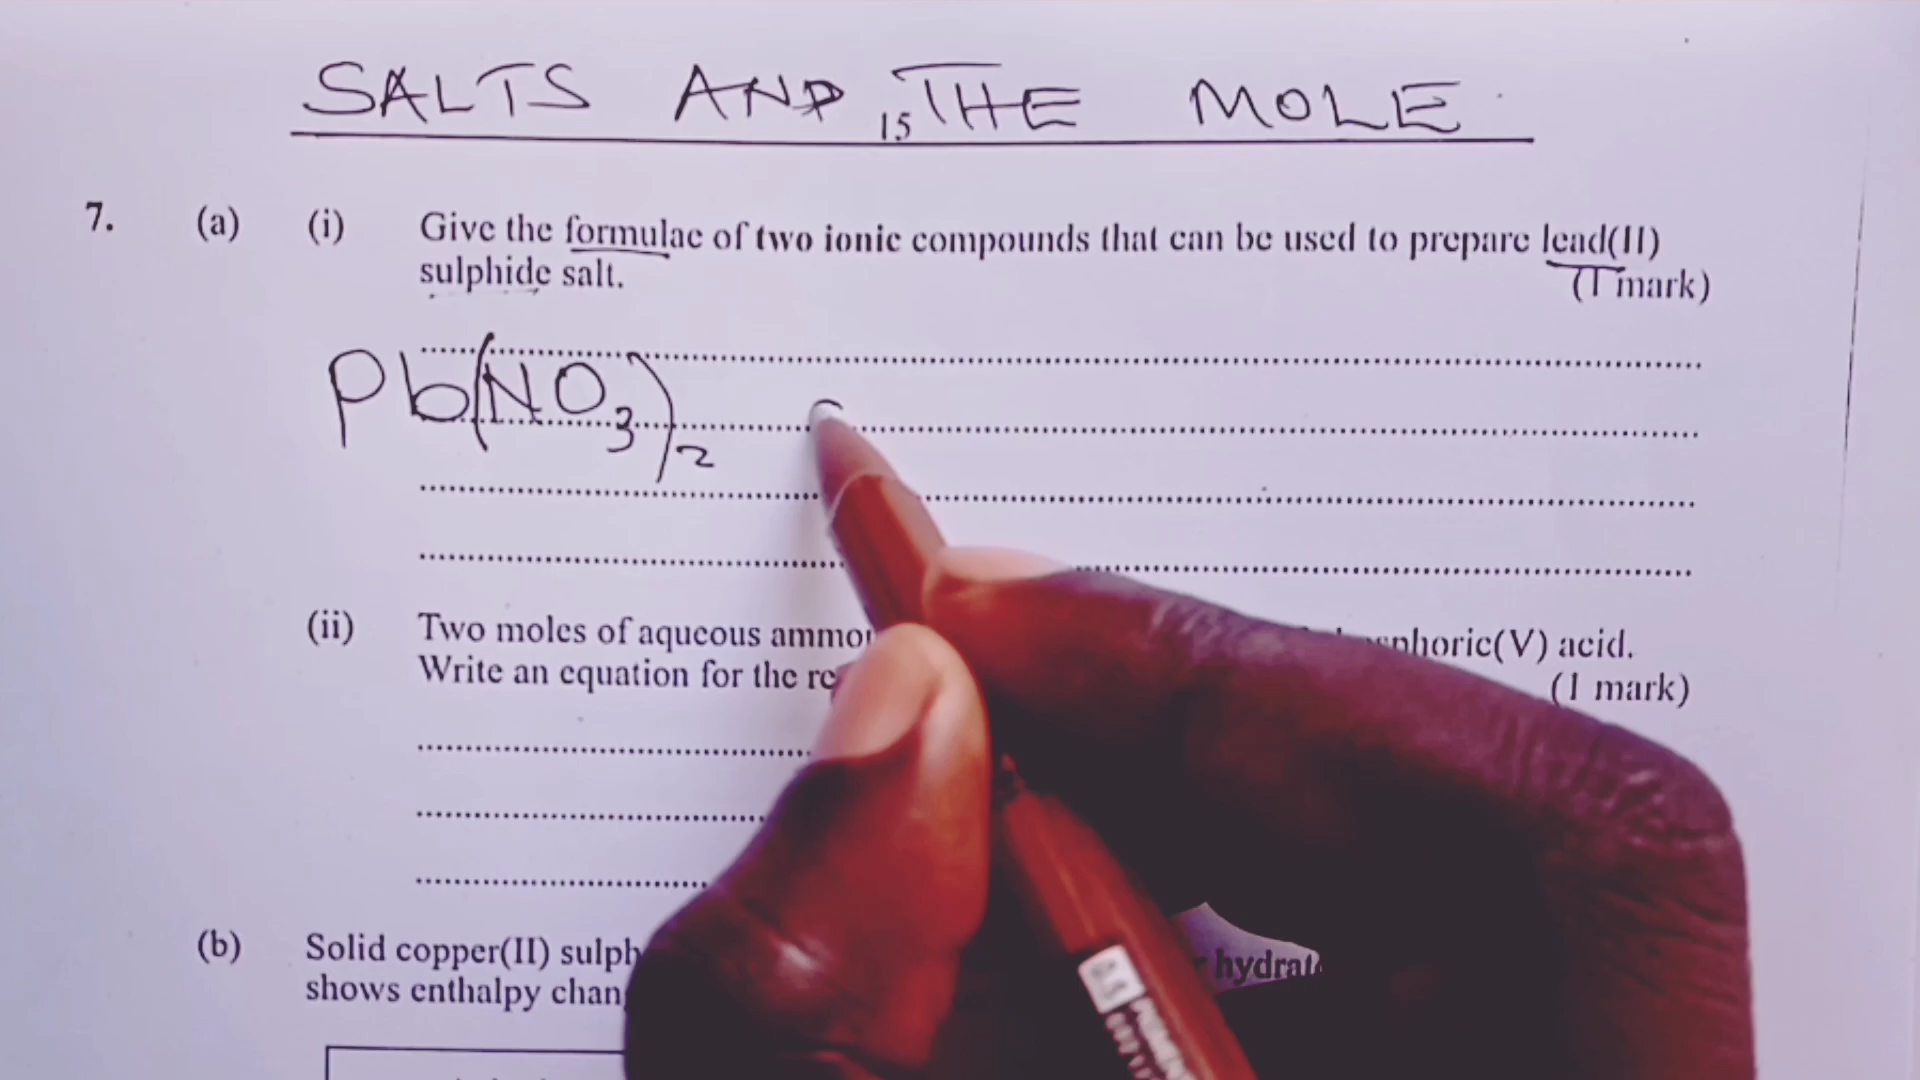 SALTS AND THE MOLE
15
7. (a) (i) Give the formulae of two ionic compounds that can be used to prepare lead(II)
sulphide salt. (1 mark)
Pb(NO3)2
(ii) Two moles of aqueous phoric(V) acid.
Write an equation for the (1 mark)
(b) Solid copper(II) sulph hydrat
shows enthalpy chan
0.5